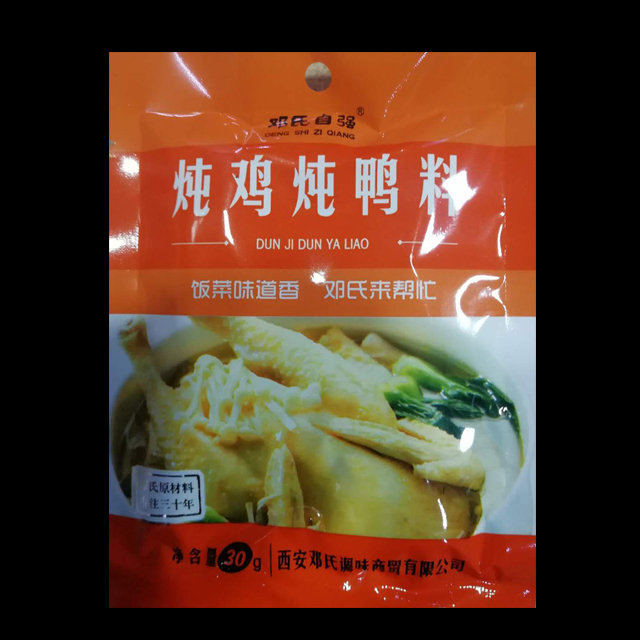 邓氏自强®
DENG SHI ZI QIANG
炖鸡炖鸭料
DUN JI DUN YA LIAO
饭菜味道香 邓氏来帮忙
氏原材料
注三十年
净含量30g 西安邓氏调味商贸有限公司